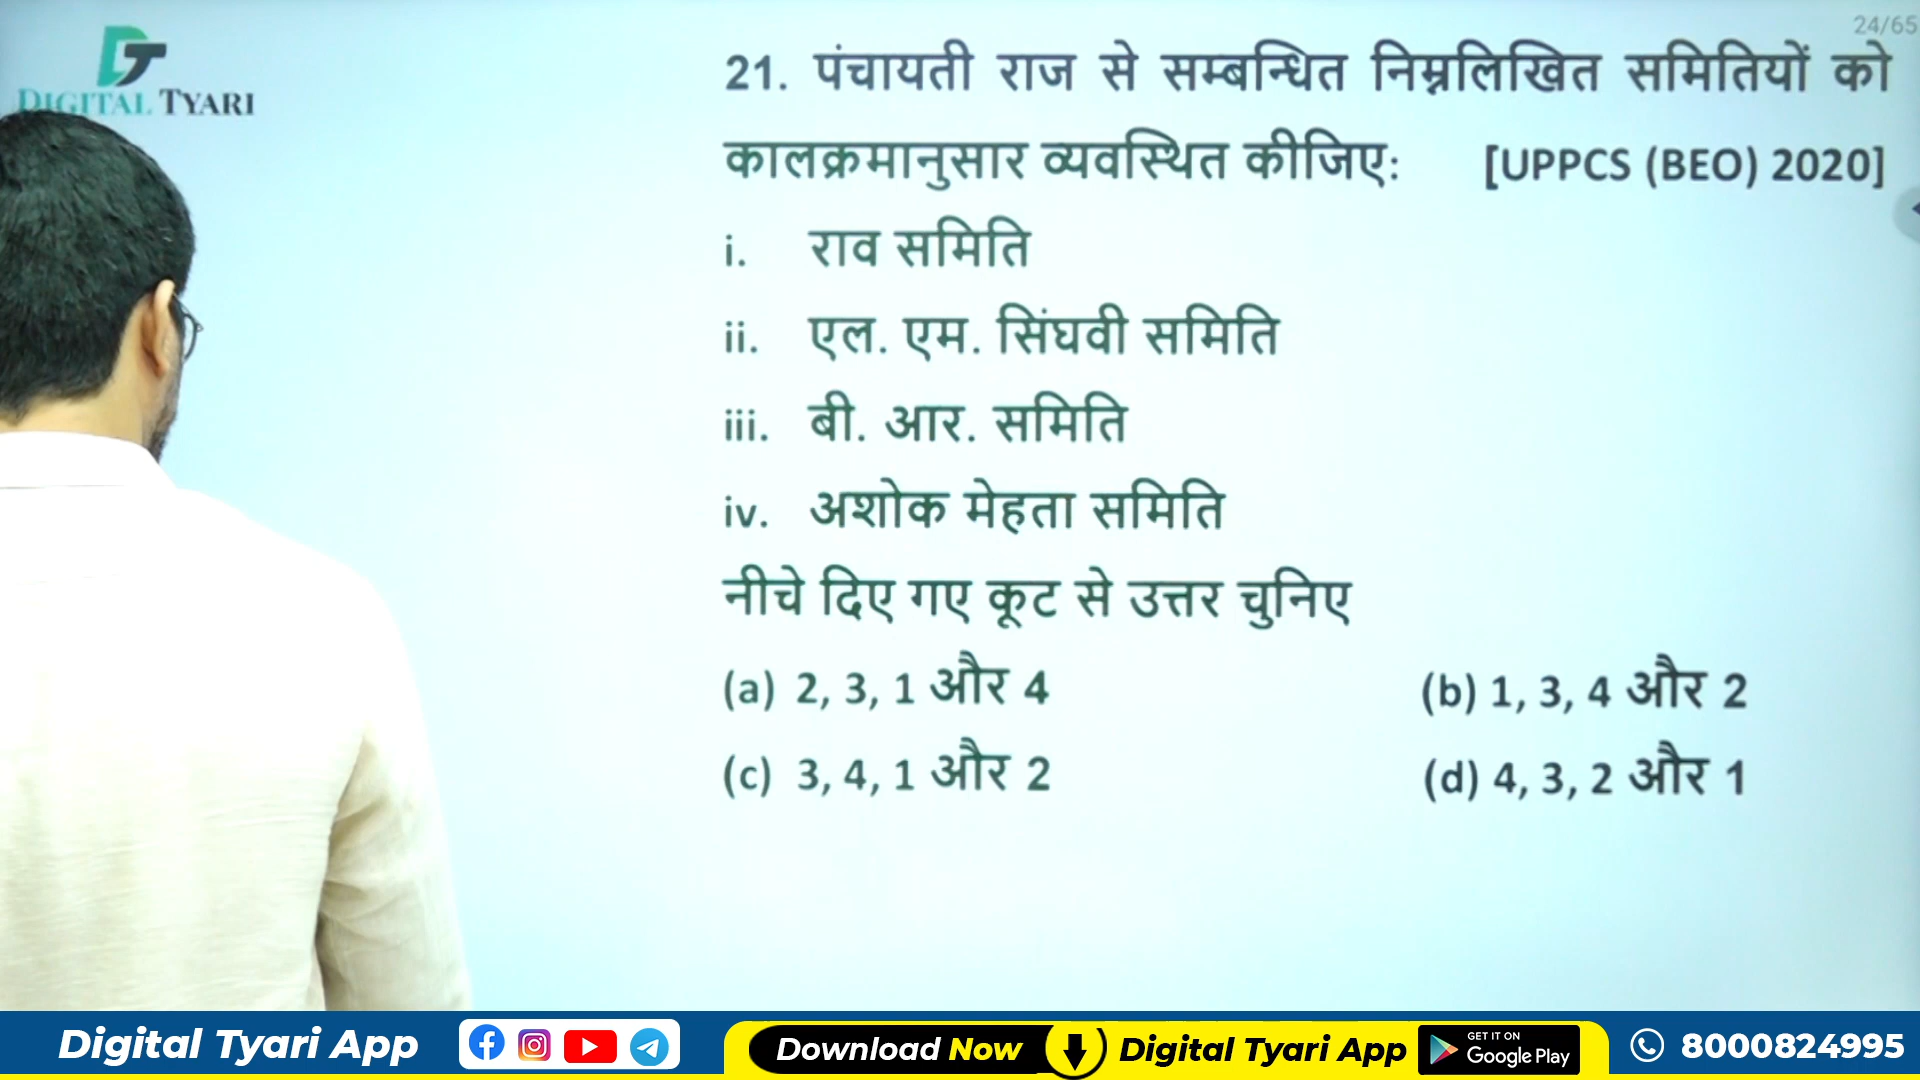 24/65
DIGITAL TYARI
21. पंचायती राज से सम्बन्धित निम्नलिखित समितियों को
कालक्रमानुसार व्यवस्थित कीजिए: [UPPCS (BEO) 2020]
i. राव समिति
ii. एल. एम. सिंघवी समिति
iii. बी. आर. समिति
iv. अशोक मेहता समिति
नीचे दिए गए कूट से उत्तर चुनिए
(a) 2, 3, 1 और 4 (b) 1, 3, 4 और 2
(c) 3, 4, 1 और 2 (d) 4, 3, 2 और 1
Digital Tyari App Download Now Digital Tyari App GET IT ON Google Play 8000824995